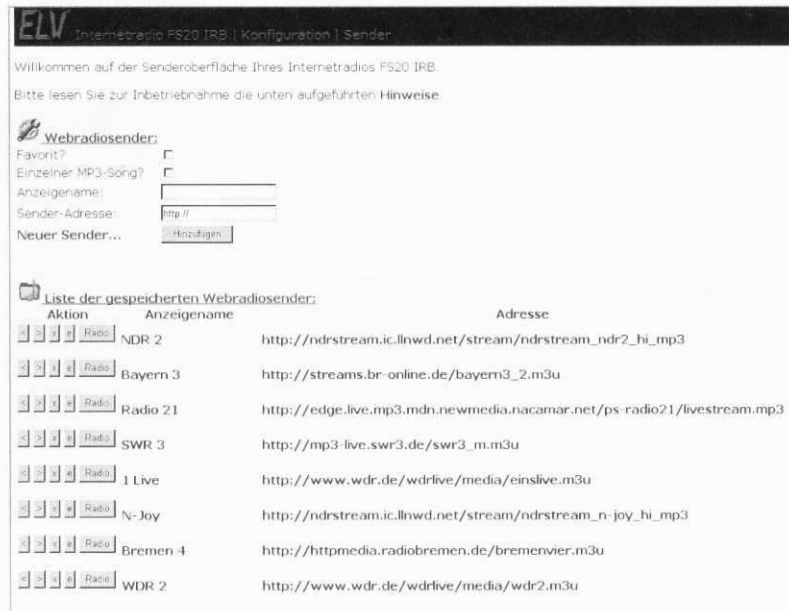 ELV Internetradio FS20 IRB | Konfiguration | Sender
Willkommen auf der Senderoberfläche Ihres Internetradios FS20 IRB.
Bitte lesen Sie zur Inbetriebnahme die unten aufgeführten Hinweise.
Webradiosender:
Favorit?
Einzelner MP3-Song?
Anzeigename:
Sender-Adresse: http://
Neuer Sender... Hinzufügen
Liste der gespeicherten Webradiosender:
Aktion Anzeigename Adresse
< > x e Radio NDR 2 http://ndrstream.ic.llnwd.net/stream/ndrstream_ndr2_hi_mp3
< > x e Radio Bayern 3 http://streams.br-online.de/bayern3_2.m3u
< > x e Radio Radio 21 http://edge.live.mp3.mdn.newmedia.nacamar.net/ps-radio21/livestream.mp3
< > x e Radio SWR 3 http://mp3-live.swr3.de/swr3_m.m3u
< > x e Radio 1 Live http://www.wdr.de/wdrlive/media/einslive.m3u
< > x e Radio N-Joy http://ndrstream.ic.llnwd.net/stream/ndrstream_n-joy_hi_mp3
< > x e Radio Bremen 4 http://httpmedia.radiobremen.de/bremenvier.m3u
< > x e Radio WDR 2 http://www.wdr.de/wdrlive/media/wdr2.m3u